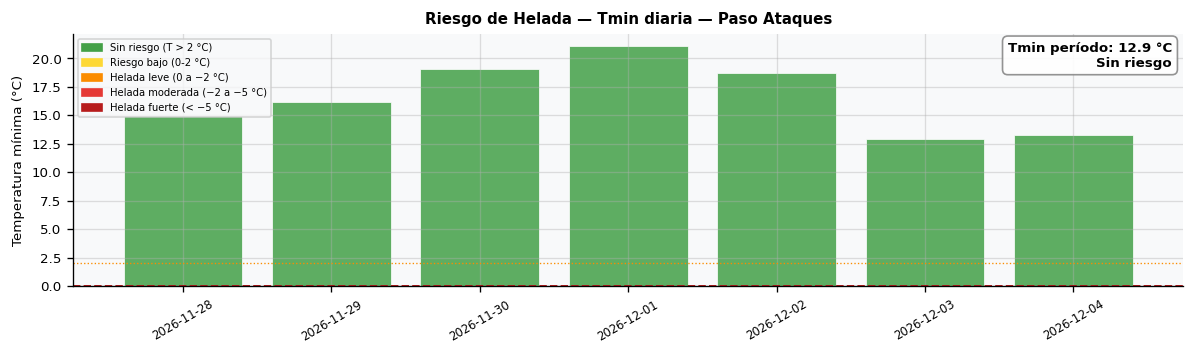 Riesgo de Helada — Tmin diaria — Paso Ataques
Sin riesgo (T > 2 °C)
Riesgo bajo (0-2 °C)
Helada leve (0 a −2 °C)
Helada moderada (−2 a −5 °C)
Helada fuerte (< −5 °C)
Tmin período: 12.9 °C
Sin riesgo
Temperatura mínima (°C)
20.0
17.5
15.0
12.5
10.0
7.5
5.0
2.5
0.0
2026-11-28
2026-11-29
2026-11-30
2026-12-01
2026-12-02
2026-12-03
2026-12-04